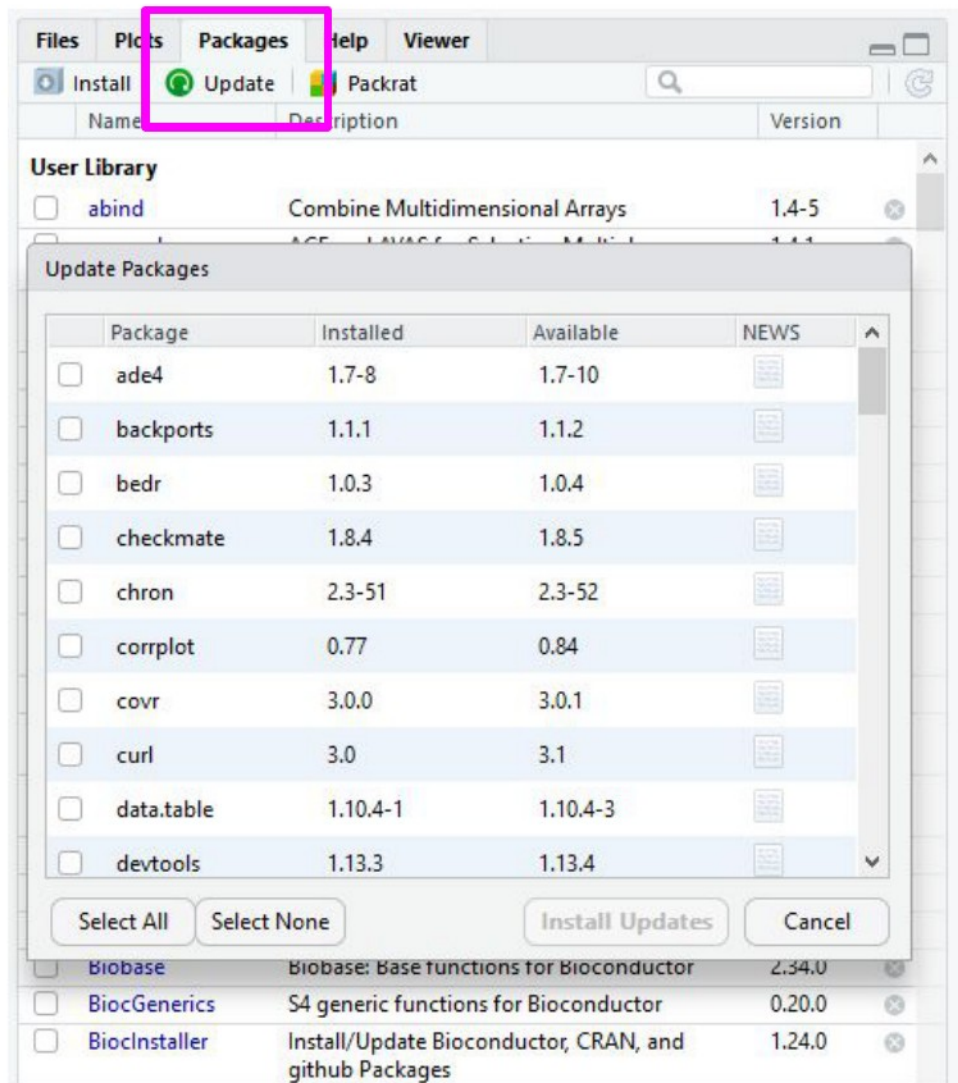 Files Plots Packages Help Viewer
Install Update Packrat
Name Description Version
User Library
abind Combine Multidimensional Arrays 1.4-5
Update Packages
Package Installed Available NEWS
ade4 1.7-8 1.7-10
backports 1.1.1 1.1.2
bedr 1.0.3 1.0.4
checkmate 1.8.4 1.8.5
chron 2.3-51 2.3-52
corrplot 0.77 0.84
covr 3.0.0 3.0.1
curl 3.0 3.1
data.table 1.10.4-1 1.10.4-3
devtools 1.13.3 1.13.4
Select All Select None Install Updates Cancel
Biobase Biobase: Base functions for Bioconductor 2.34.0
BiocGenerics S4 generic functions for Bioconductor 0.20.0
BiocInstaller Install/Update Bioconductor, CRAN, and 1.24.0
github Packages